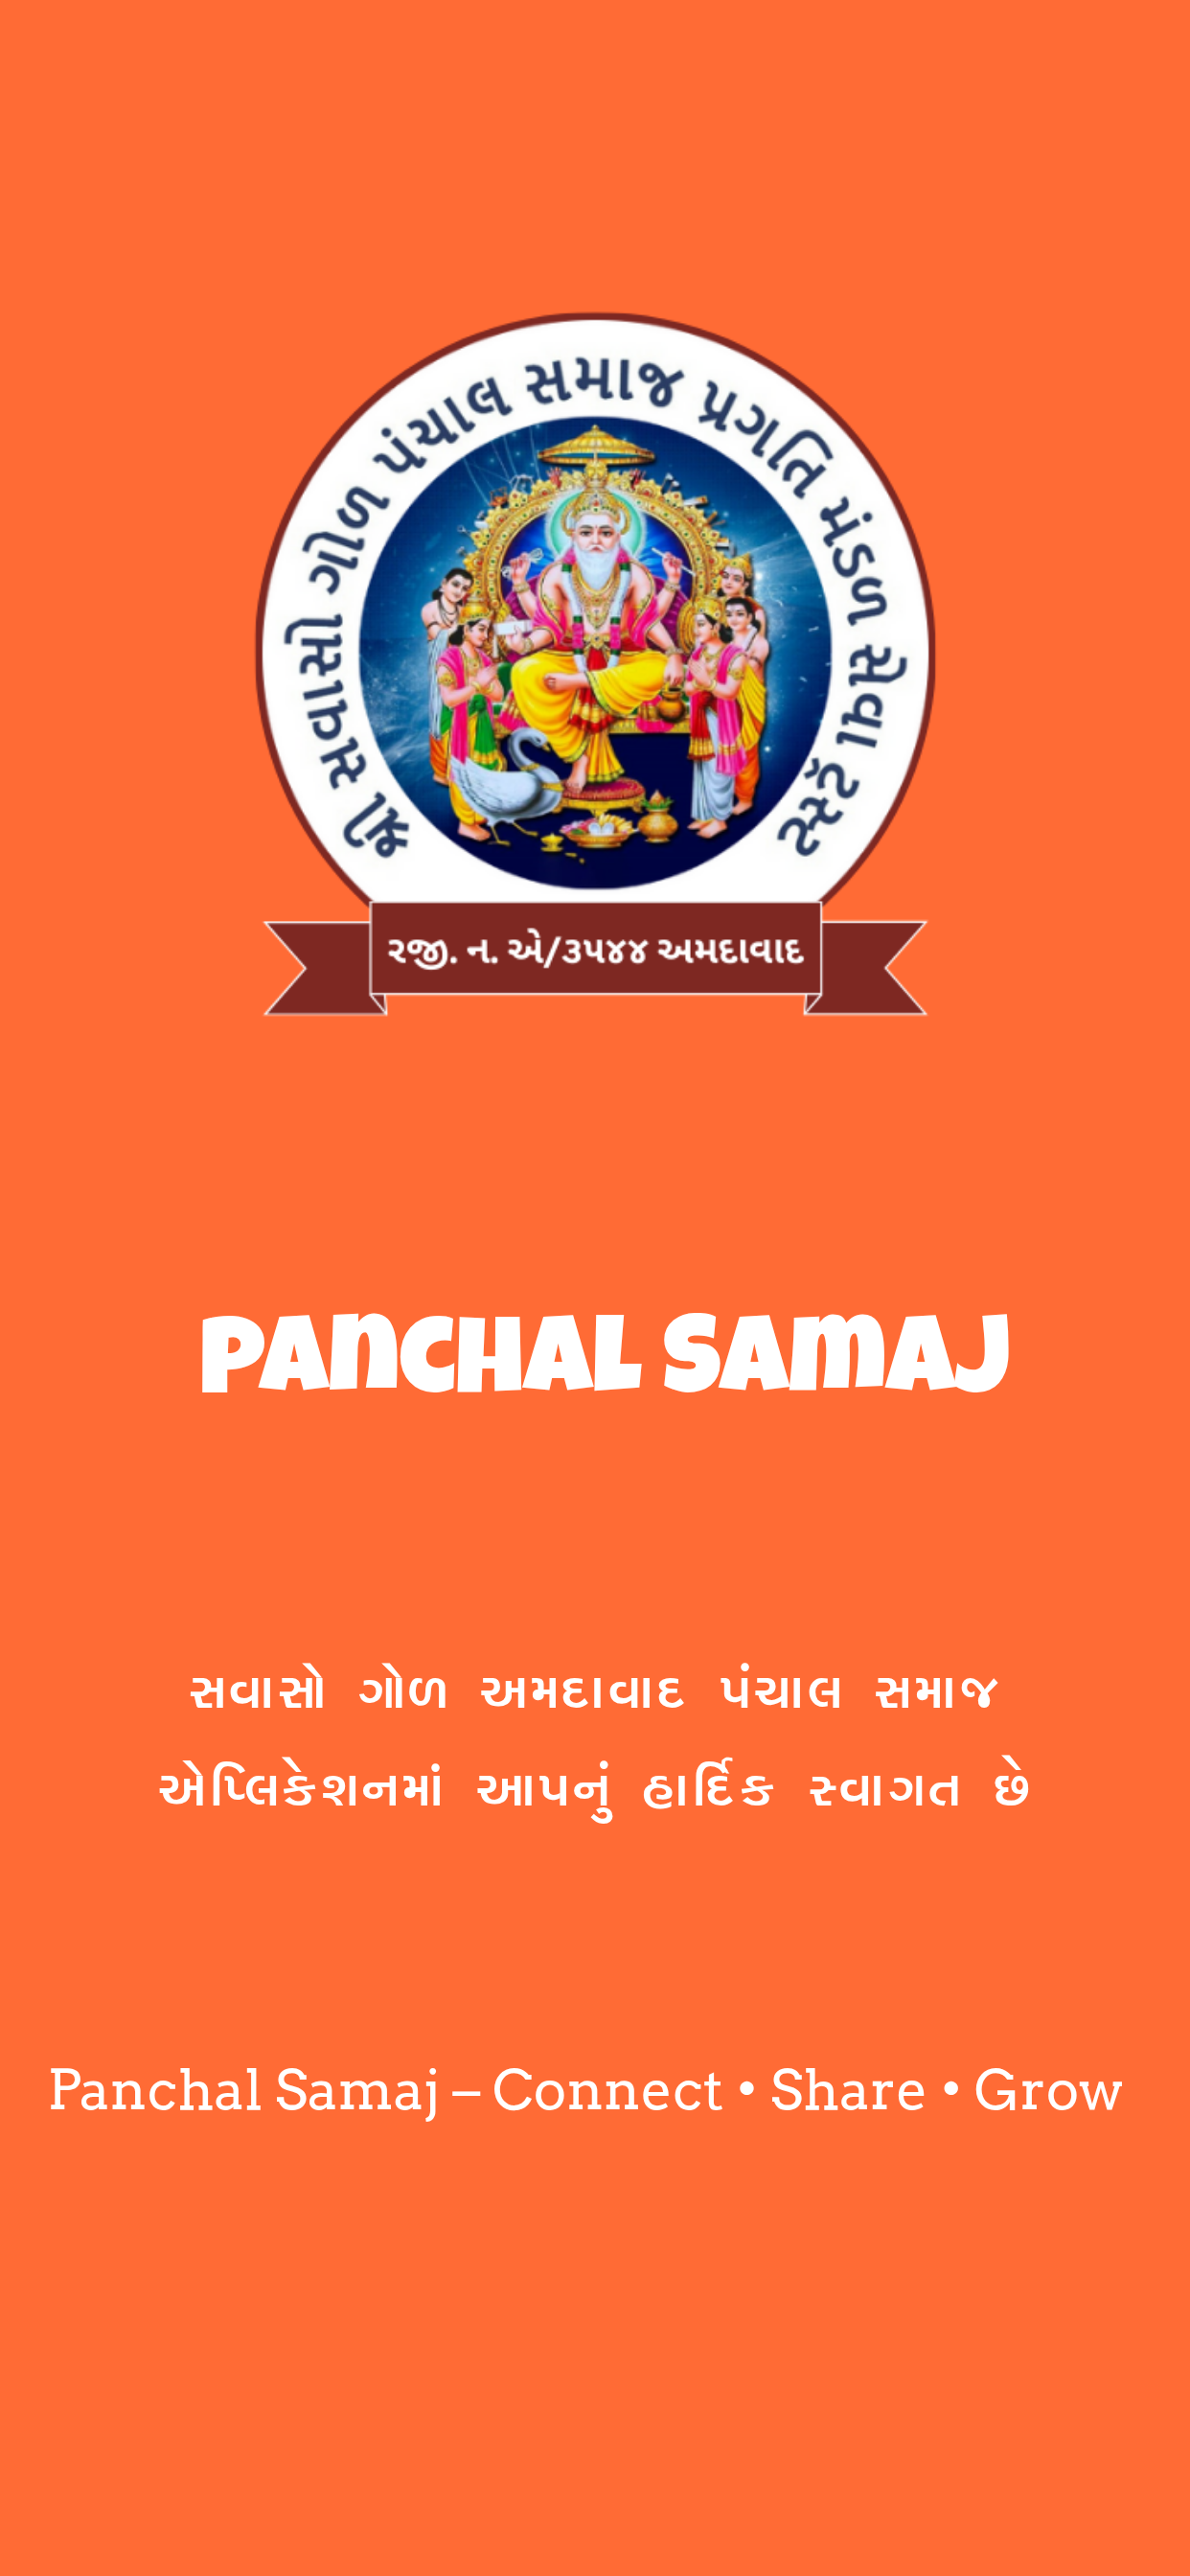 શ્રી સવાસો ગોળ પંચાલ સમાજ પ્રગતિ મંડળ સેવા ટ્રસ્ટ
રજી. ન. એ/૩૫૪૪ અમદાવાદ
PANCHAL SAMAJ
સવાસો ગોળ અમદાવાદ પંચાલ સમાજ
એપ્લિકેશનમાં આપનું હાર્દિક સ્વાગત છે
Panchal Samaj – Connect • Share • Grow